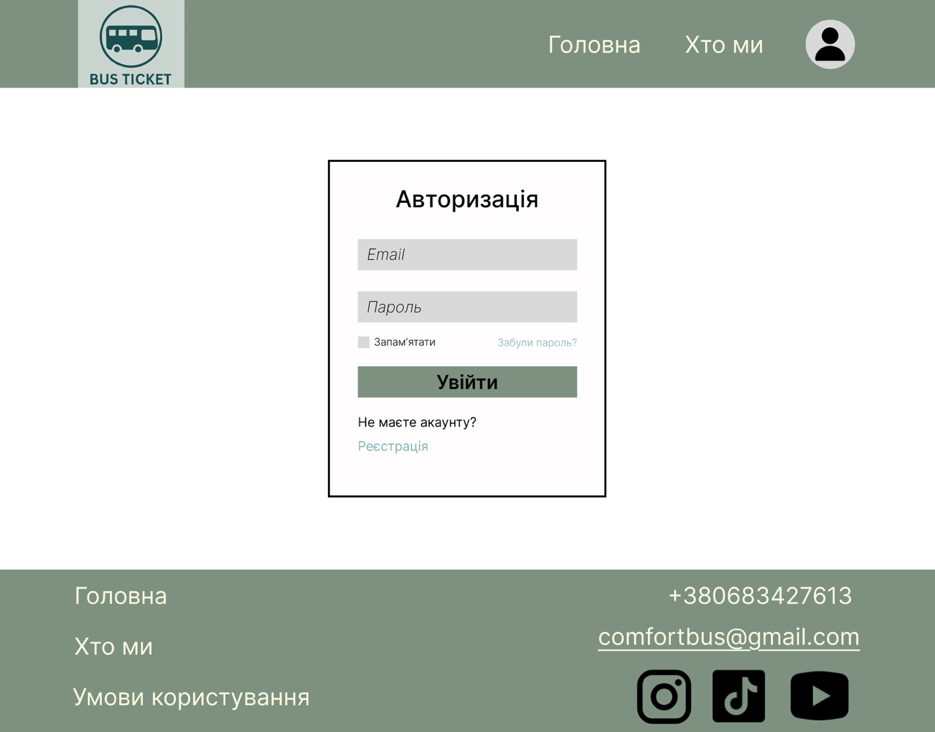 BUS TICKET
Головна
Хто ми
Авторизація
Email
Пароль
Запам'ятати
Забули пароль?
Увійти
Не маєте акаунту?
Реєстрація
Головна
Хто ми
Умови користування
+380683427613
comfortbus@gmail.com